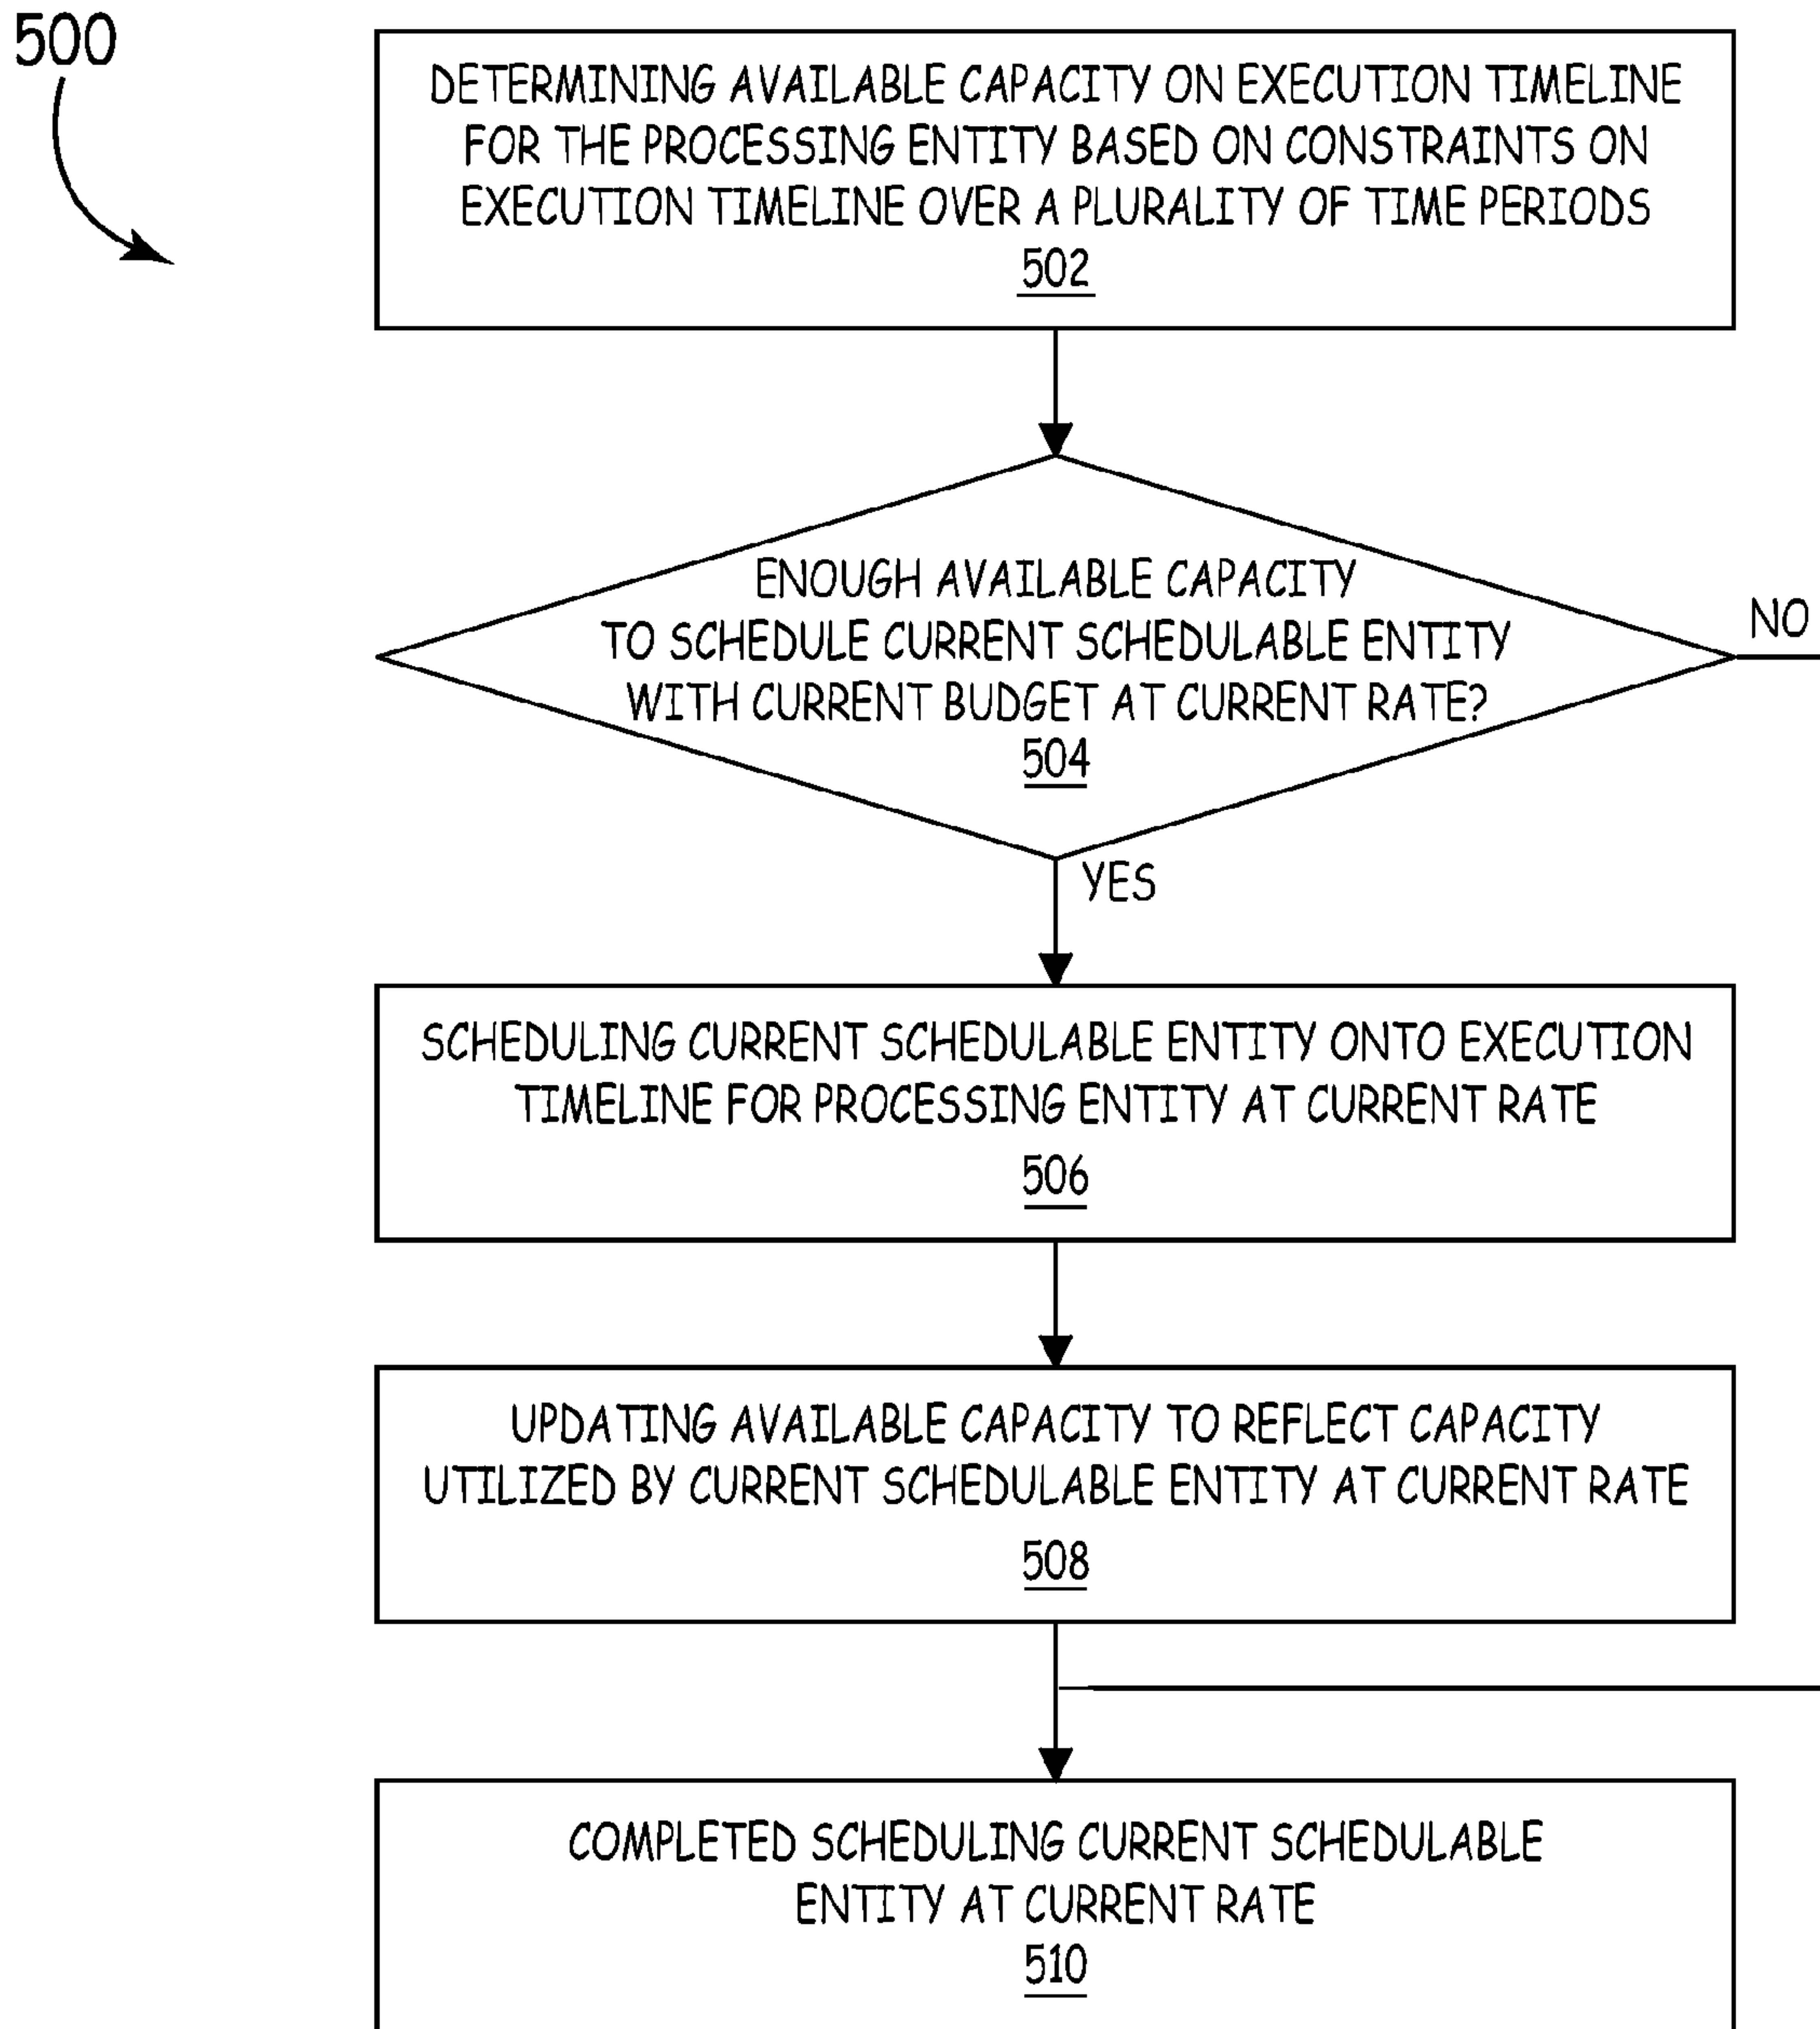 500
DETERMINING AVAILABLE CAPACITY ON EXECUTION TIMELINE
FOR THE PROCESSING ENTITY BASED ON CONSTRAINTS ON
EXECUTION TIMELINE OVER A PLURALITY OF TIME PERIODS
502
ENOUGH AVAILABLE CAPACITY
TO SCHEDULE CURRENT SCHEDULABLE ENTITY
WITH CURRENT BUDGET AT CURRENT RATE?
504
NO
YES
SCHEDULING CURRENT SCHEDULABLE ENTITY ONTO EXECUTION
TIMELINE FOR PROCESSING ENTITY AT CURRENT RATE
506
UPDATING AVAILABLE CAPACITY TO REFLECT CAPACITY
UTILIZED BY CURRENT SCHEDULABLE ENTITY AT CURRENT RATE
508
COMPLETED SCHEDULING CURRENT SCHEDULABLE
ENTITY AT CURRENT RATE
510